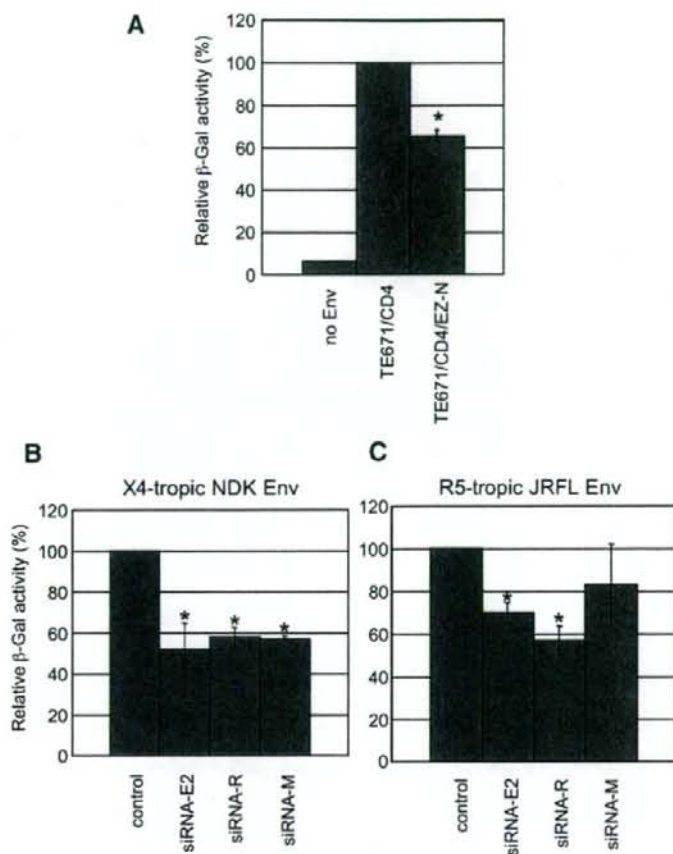 A
Relative β-Gal activity (%)
120
100
80
60
40
20
0
*
no Env
TE671/CD4
TE671/CD4/EZ-N
B
X4-tropic NDK Env
Relative β-Gal activity (%)
120
100
80
60
40
20
0
*
*
*
control
siRNA-E2
siRNA-R
siRNA-M
C
R5-tropic JRFL Env
120
100
80
60
40
20
0
*
*
control
siRNA-E2
siRNA-R
siRNA-M